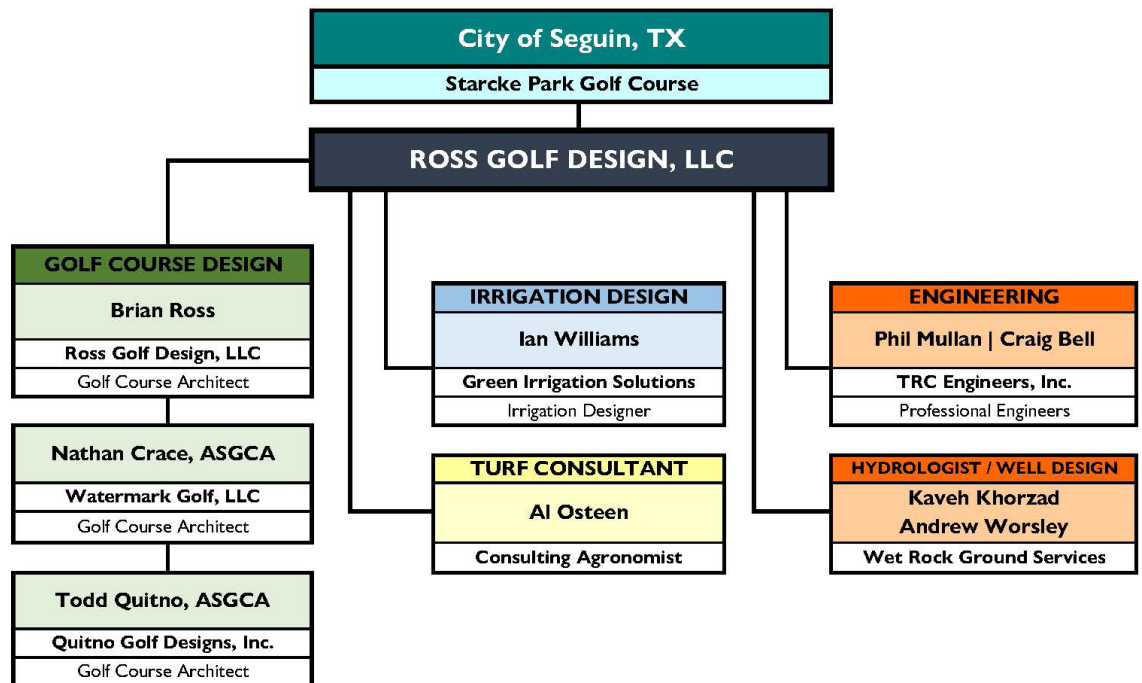 City of Seguin, TX
Starcke Park Golf Course
ROSS GOLF DESIGN, LLC
GOLF COURSE DESIGN
Brian Ross
Ross Golf Design, LLC
Golf Course Architect
Nathan Crace, ASGCA
Watermark Golf, LLC
Golf Course Architect
Todd Quitno, ASGCA
Quitno Golf Designs, Inc.
Golf Course Architect
IRRIGATION DESIGN
Ian Williams
Green Irrigation Solutions
Irrigation Designer
TURF CONSULTANT
Al Osteen
Consulting Agronomist
ENGINEERING
Phil Mullan | Craig Bell
TRC Engineers, Inc.
Professional Engineers
HYDROLOGIST / WELL DESIGN
Kaveh Khorzad
Andrew Worsley
Wet Rock Ground Services